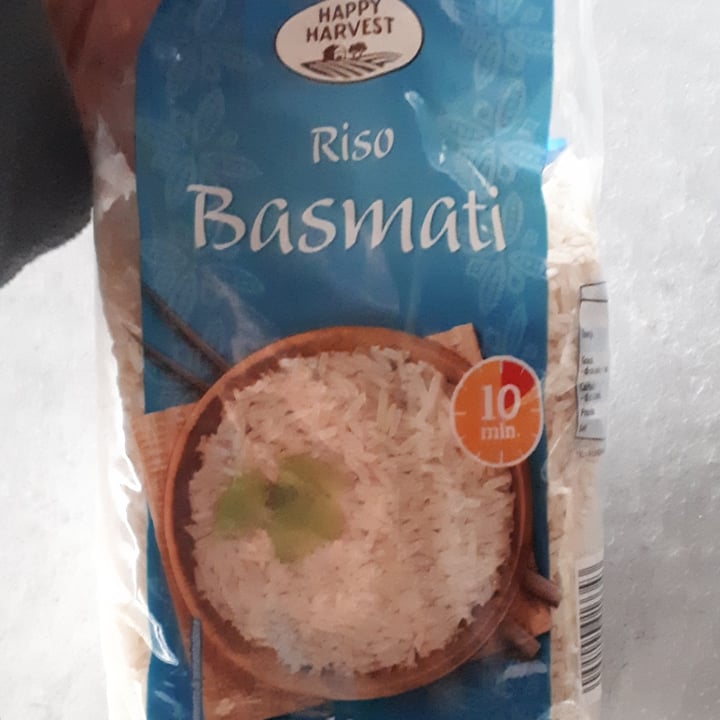 HAPPY
HARVEST
Riso
Basmati
10
min.